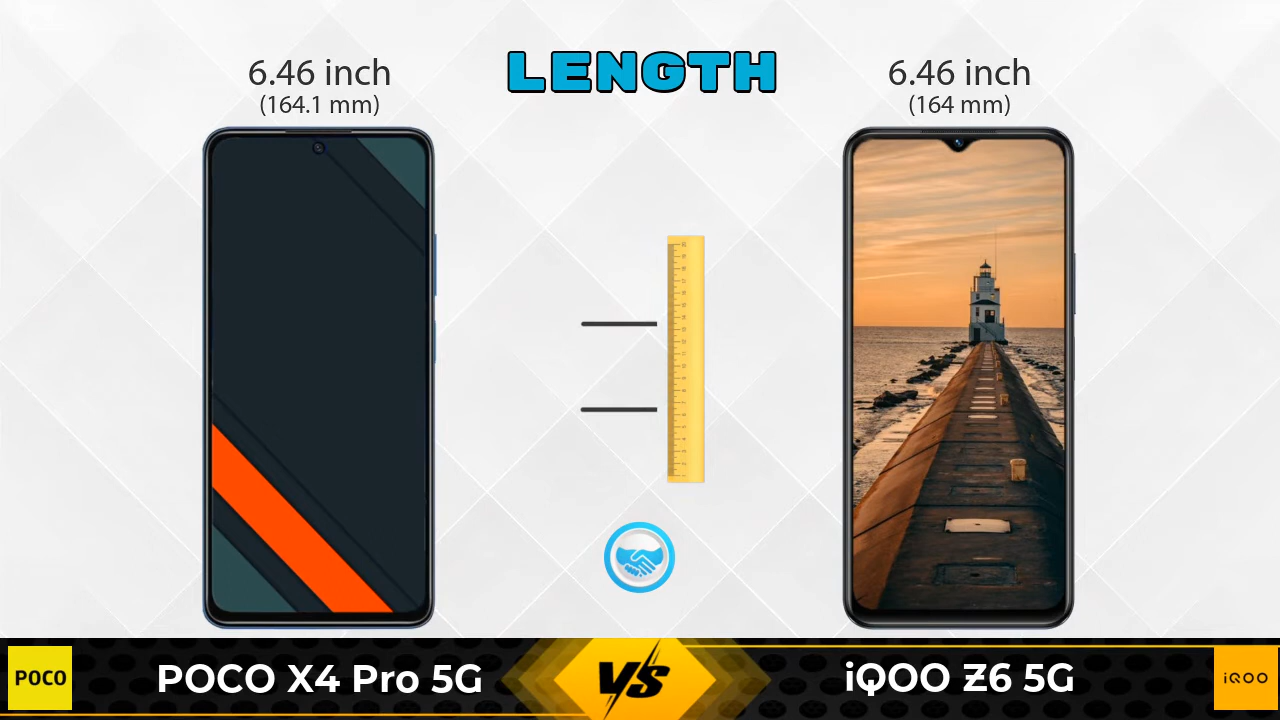 LENGTH
6.46 inch
(164.1 mm)
6.46 inch
(164 mm)
POCO
POCO X4 Pro 5G
VS
iQOO Z6 5G
iQOO